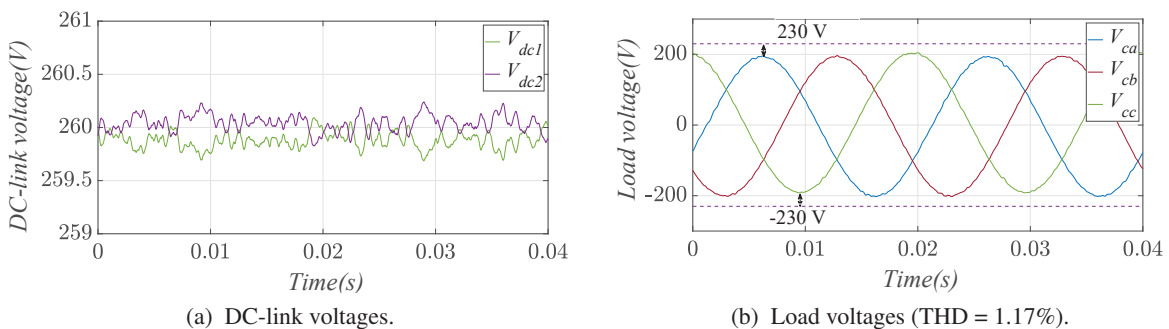 261
260.5
260
259.5
259
DC-link voltage(V)
V_dc1
V_dc2
0
0.01
0.02
0.03
0.04
Time(s)
(a) DC-link voltages.
230 V
200
0
-200
Load voltage(V)
V_ca
V_cb
V_cc
-230 V
0
0.01
0.02
0.03
0.04
Time(s)
(b) Load voltages (THD = 1.17%).